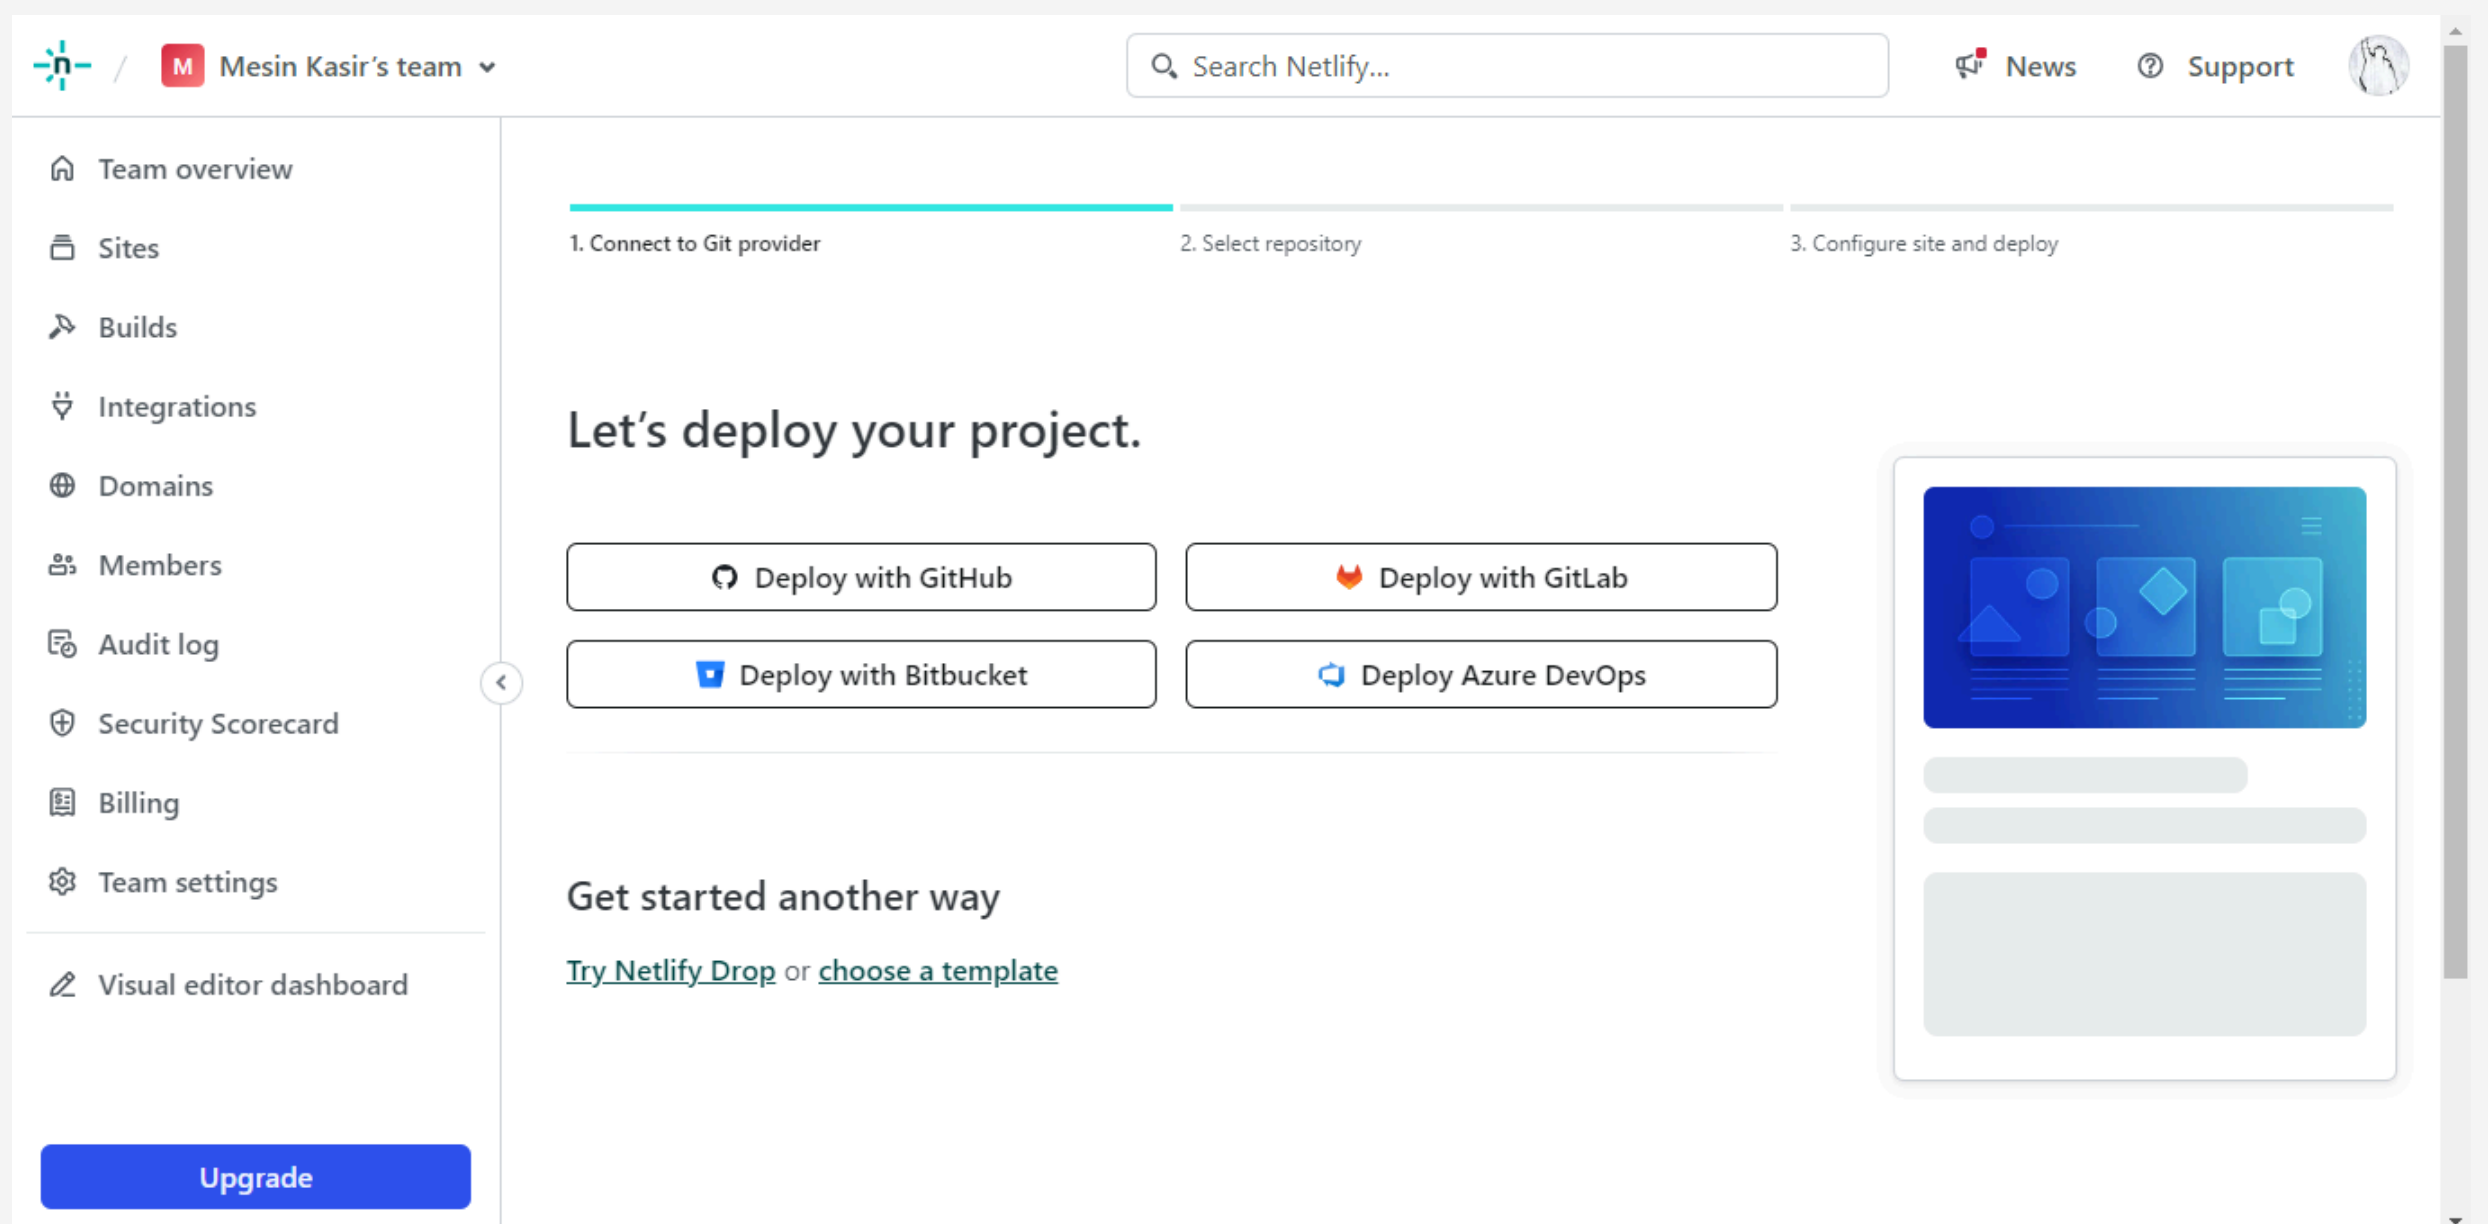 Mesin Kasir’s team
Search Netlify...
News
Support
Team overview
Sites
Builds
Integrations
Domains
Members
Audit log
Security Scorecard
Billing
Team settings
Visual editor dashboard
Upgrade
1. Connect to Git provider
2. Select repository
3. Configure site and deploy
Let’s deploy your project.
Deploy with GitHub
Deploy with GitLab
Deploy with Bitbucket
Deploy Azure DevOps
Get started another way
Try Netlify Drop or choose a template